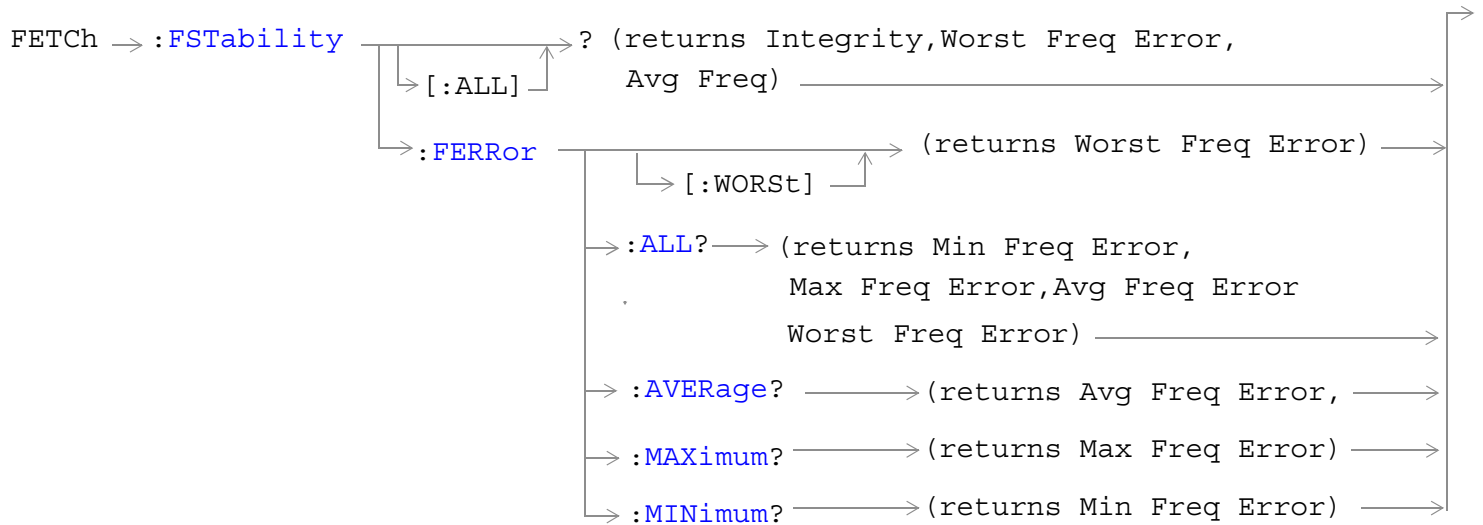 FETCh :FSTability ? (returns Integrity,Worst Freq Error,
[:ALL] Avg Freq)
:FERRor (returns Worst Freq Error)
[:WORSt]
:ALL? (returns Min Freq Error,
Max Freq Error,Avg Freq Error
Worst Freq Error)
:AVERage? (returns Avg Freq Error,
:MAXimum? (returns Max Freq Error)
:MINimum? (returns Min Freq Error)